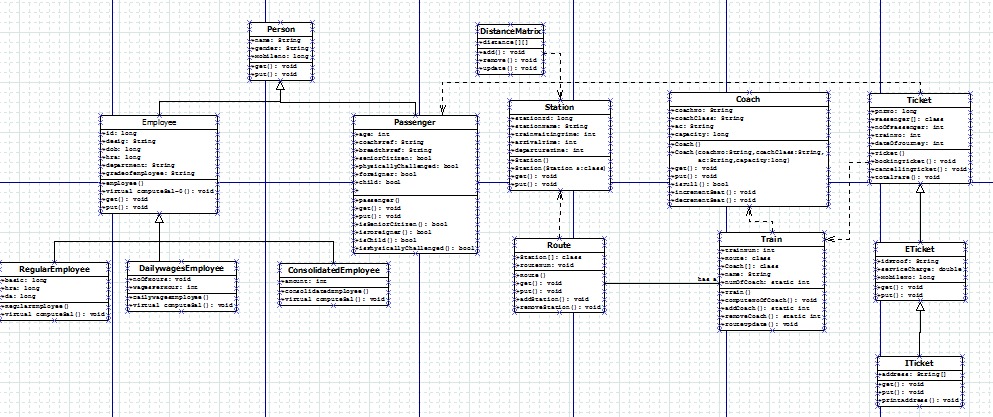 Person
+name: String
+gender: String
+mobileno: long
+get(): void
+put(): void
DistanceMatrix
+distance[][]
+add(): void
+remove(): void
+update(): void
Employee
+id: long
+desig: String
+dob: long
+hra: long
+department: String
+gradeofemployee: String
+employee()
+virtual computeSal=0(): void
+get(): void
+put(): void
Passenger
+age: int
+coachPref: String
+breadthPref: String
+seniorCitizen: bool
+physicallyChallenged: bool
+foreigner: bool
+child: bool
+
+passenger()
+get(): void
+put(): void
+isSeniorCitizen(): bool
+isForeigner(): bool
+isChild(): bool
+isPhysicallyChallenged(): bool
Station
+stationId: long
+stationName: String
+trainWaitingTime: int
+arrivalTime: int
+departureTime: int
+Station()
+Station(Station s:class)
+get(): void
+put(): void
Coach
+coachNo: String
+coachClass: String
+ac: String
+capacity: long
+Coach()
+Coach(coachNo:String,coachClass:String,
ac:String,capacity:long)
+get(): void
+put(): void
+isFull(): bool
+incrementSeat(): void
+decrementSeat(): void
Ticket
+pnrNo: long
+Passenger[]: class
+noOfPassenger: int
+trainNo: int
+dateOfJourney: int
+Ticket()
+bookingTicket(): void
+cancellingTicket(): void
+totalFare(): void
RegularEmployee
+basic: long
+hra: long
+da: long
+RegularEmployee()
+virtual computeSal(): void
DailywagesEmployee
+noOfHours: void
+wagesPerHour: int
+DailywagesEmployee()
+virtual computeSal(): void
ConsolidatedEmployee
+amount: int
+consolidatedEmployee()
+virtual computeSal(): void
Route
+Station[]: class
+routeNum: void
+Route()
+get(): void
+put(): void
+addStation(): void
+removeStation(): void
has a
Train
+trainNum: int
+Route: class
+Coach[]: class
+name: String
+numOfCoach: static int
+Train()
+computeNoOfCoach(): void
+addCoach(): static int
+removeCoach(): static int
+routeUpdate(): void
ETicket
+idProof: String
+serviceCharge: double
+mobileNo: long
+get(): void
+put(): void
ITicket
+address: String[]
+get(): void
+put(): void
+printAddress(): void